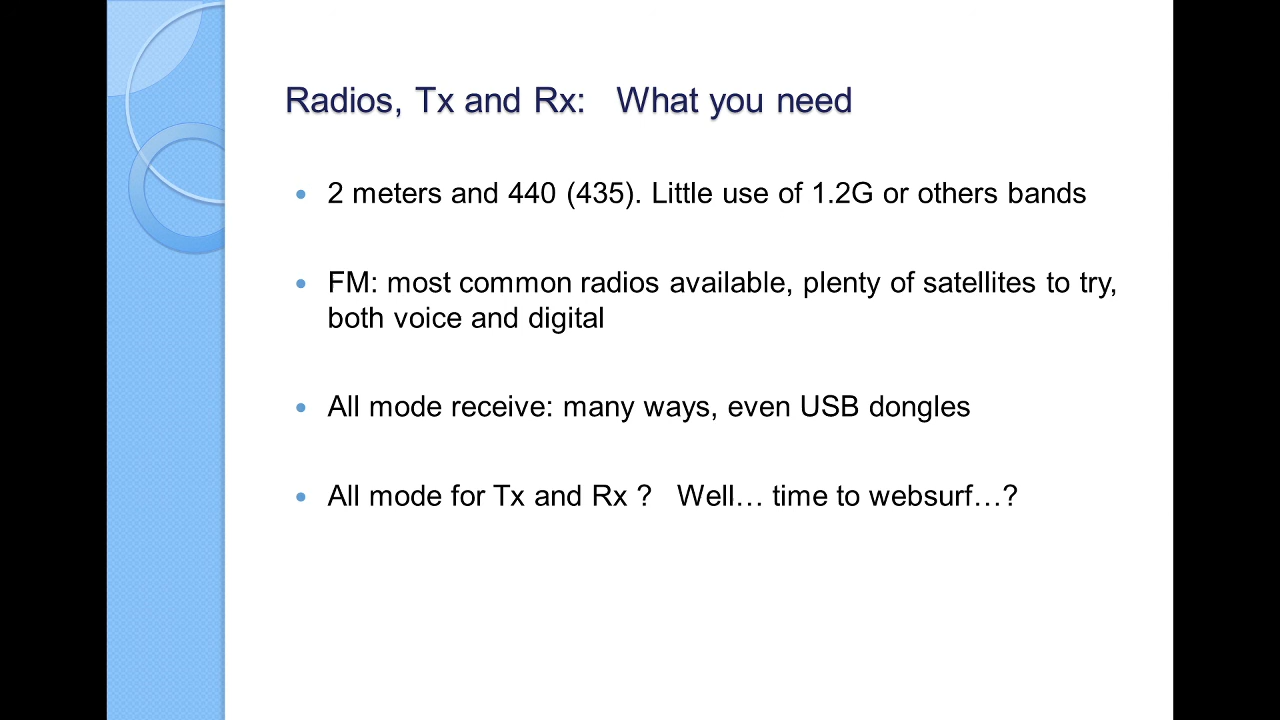 Radios, Tx and Rx: What you need
• 2 meters and 440 (435). Little use of 1.2G or others bands
• FM: most common radios available, plenty of satellites to try,
both voice and digital
• All mode receive: many ways, even USB dongles
• All mode for Tx and Rx ? Well… time to websurf…?